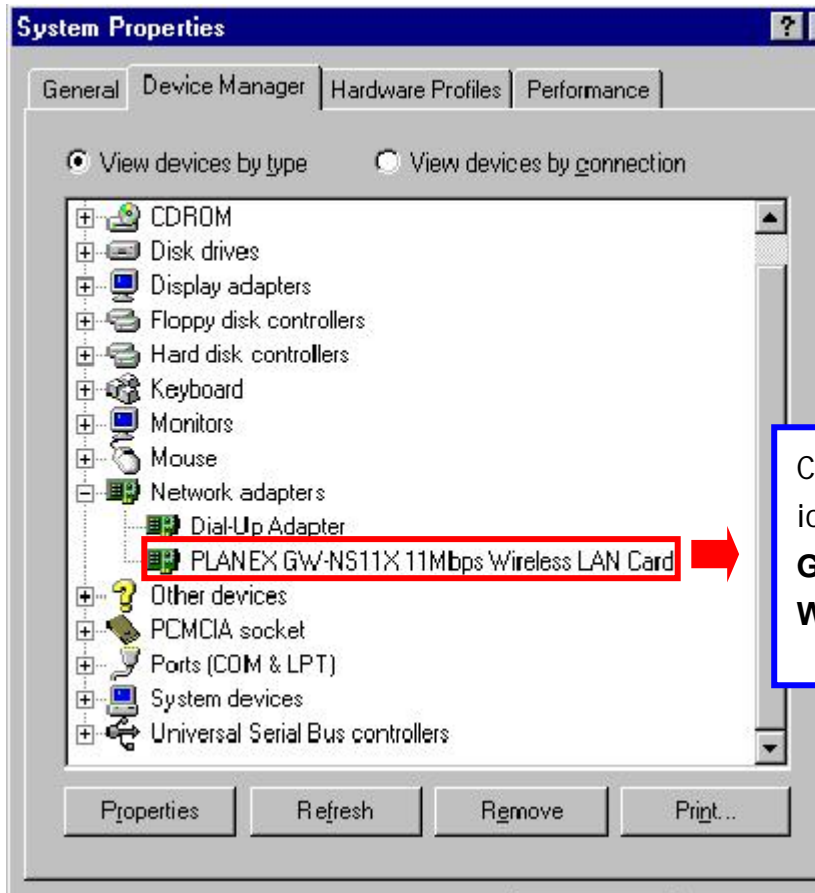 System Properties
General Device Manager Hardware Profiles Performance
View devices by type View devices by connection
CDROM
Disk drives
Display adapters
Floppy disk controllers
Hard disk controllers
Keyboard
Monitors
Mouse
Network adapters
Dial-Up Adapter
PLANEX GW-NS11X 11Mbps Wireless LAN Card
Other devices
PCMCIA socket
Ports (COM & LPT)
System devices
Universal Serial Bus controllers
Properties Refresh Remove Print...